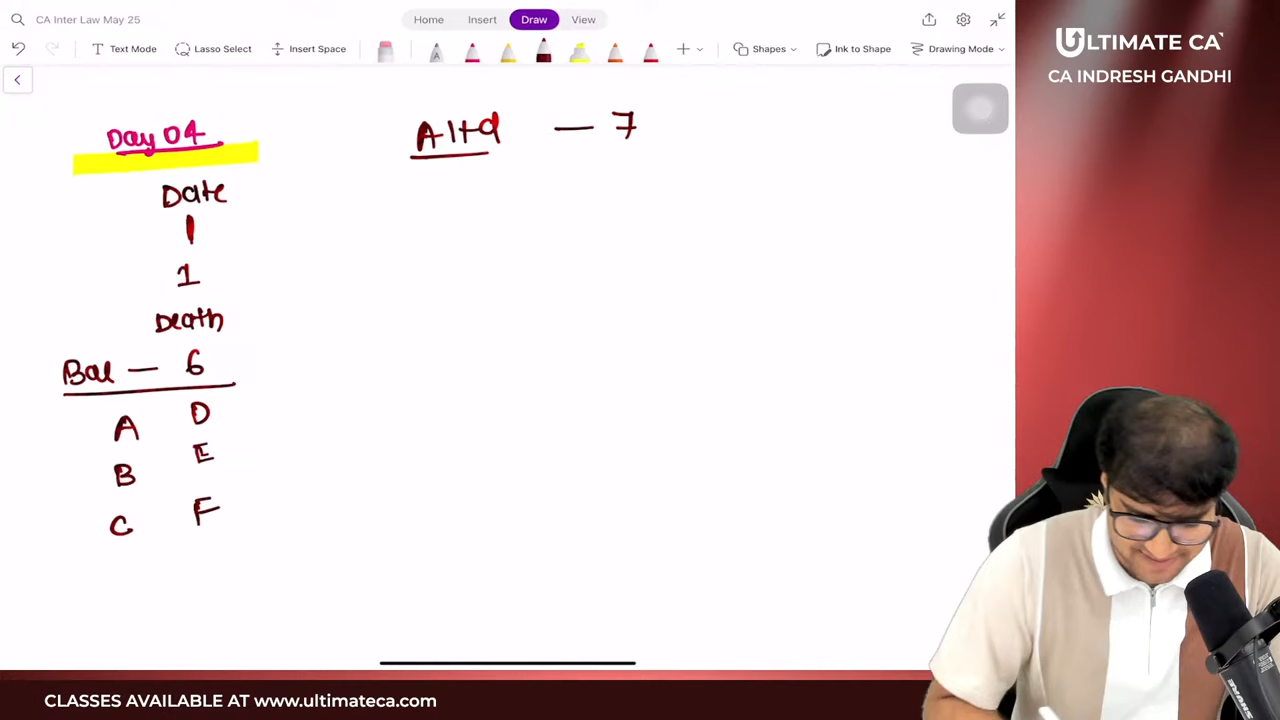 CA Inter Law May 25
Home Insert Draw View
Text Mode Lasso Select Insert Space Shapes Ink to Shape Drawing Mode
ULTIMATE CA
CA INDRESH GANDHI
Day 04
A ltd — 7
Date
1
Death
Bal — 6
A D
B E
C F
SHURE
CLASSES AVAILABLE AT www.ultimateca.com